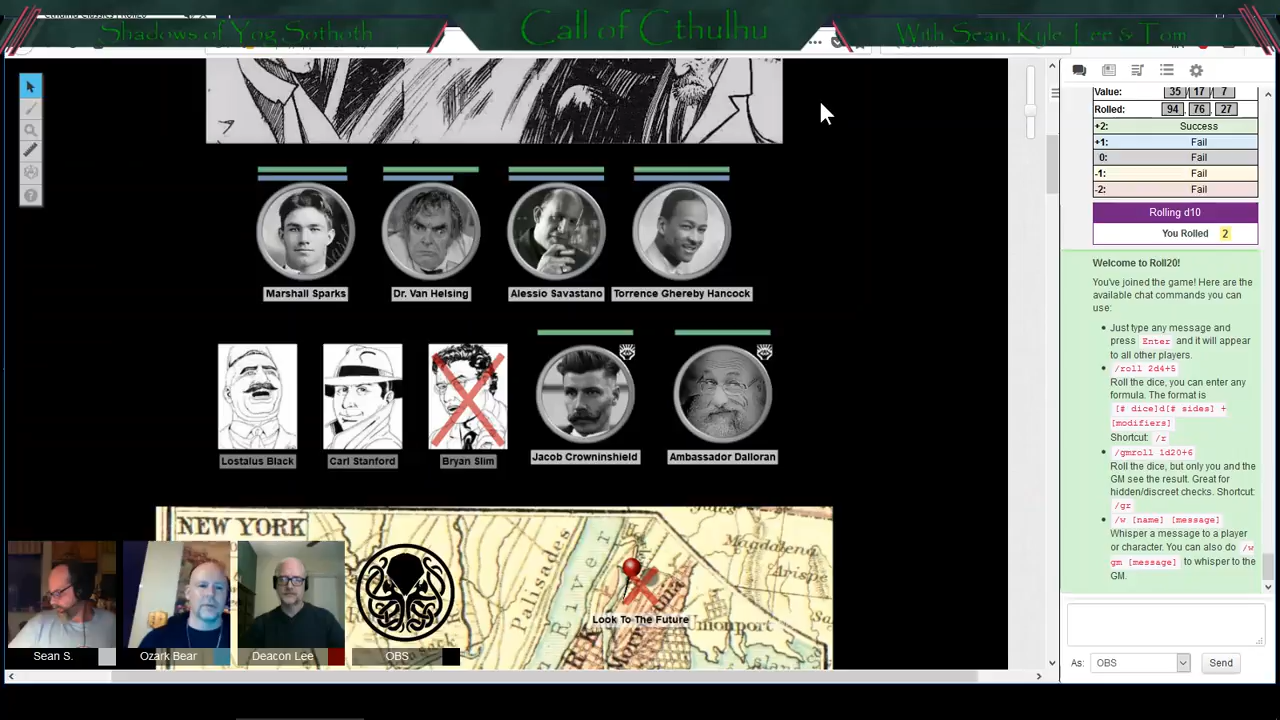 Shadows of Yog Sothoth
Call of Cthulhu
With Sean, Kyle, Lee & Tom
Value: 35 17 7
Rolled: 94 76 27
+2: Success
+1: Fail
0: Fail
-1: Fail
-2: Fail
Rolling d10
You Rolled 2
Welcome to Roll20!
You've joined the game! Here are the
available chat commands you can
use:
Just type any message and
press Enter and it will appear
to all other players.
/roll 2d4+5
Roll the dice, you can enter any
formula. The format is
[# dice]d[# sides] +
[modifiers]
Shortcut: /r
/gmroll 1d20+6
Roll the dice, but only you and the
GM see the result. Great for
hidden/discreet checks. Shortcut:
/gr
/w [name] [message]
Whisper a message to a player
or character. You can also do /w
gm [message] to whisper to the
GM.
As: OBS Send
Marshall Sparks
Dr. Van Helsing
Alessio Savastano
Torrence Ghereby Hancock
Lostalus Black
Carl Stanford
Bryan Slim
Jacob Crowninshield
Ambassador Dalloran
NEW YORK
Palisades
River
Magdalena
Arispe
Look To The Future
Unionport
Sean S.
Ozark Bear
Deacon Lee
OBS